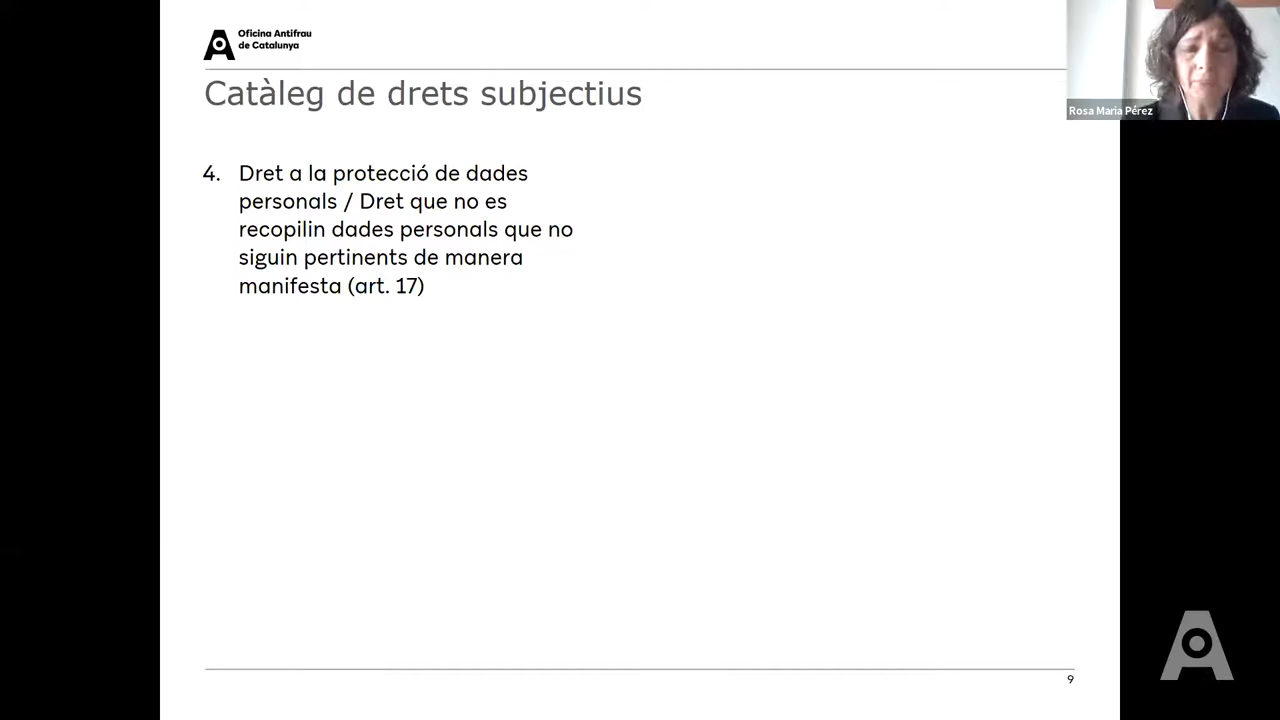 Oficina Antifrau
de Catalunya
Catàleg de drets subjectius
Rosa Maria Pérez
4. Dret a la protecció de dades
personals / Dret que no es
recopilin dades personals que no
siguin pertinents de manera
manifesta (art. 17)
9